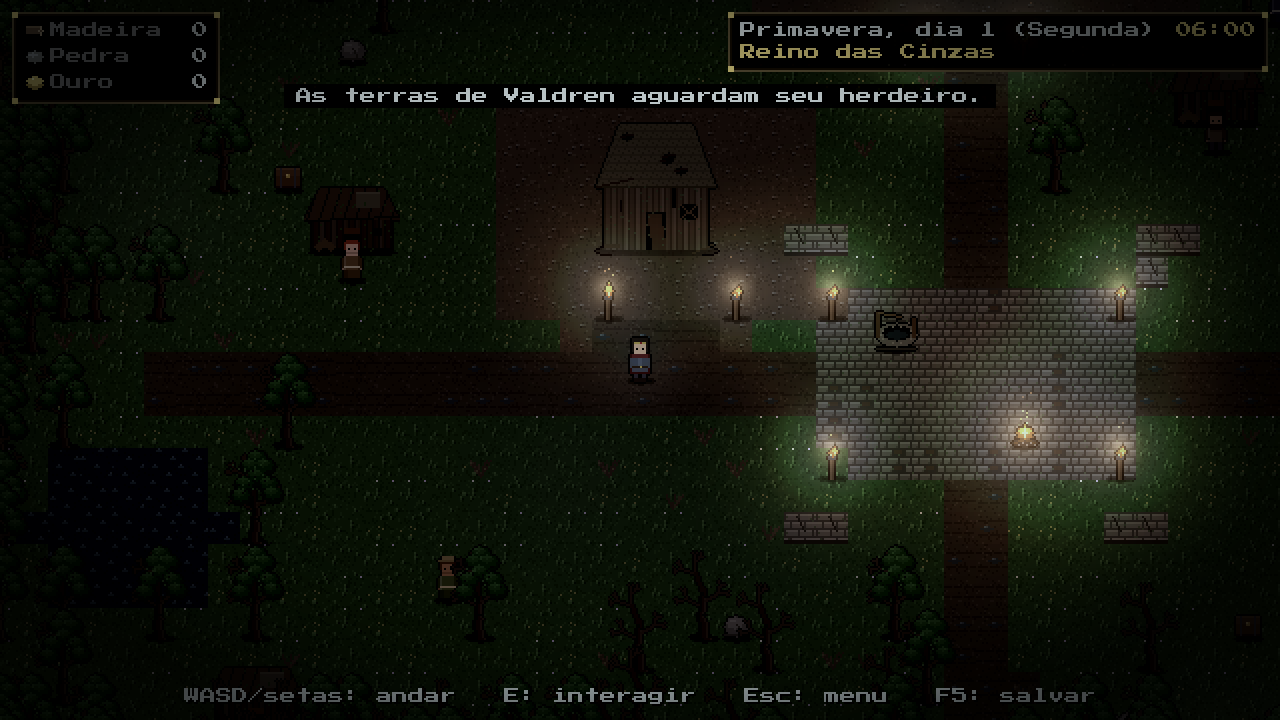 Madeira 0
Pedra 0
Ouro 0
Primavera, dia 1 (Segunda) 06:00
Reino das Cinzas
As terras de Valdren aguardam seu herdeiro.
WASD/setas: andar E: interagir Esc: menu F5: salvar